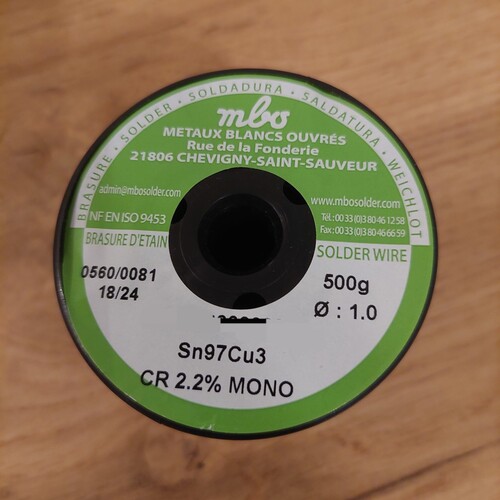 BRASURE · SOLDER · SOLDADURA · SALDATURA · WEICHLOT
mbo
METAUX BLANCS OUVRÉS
Rue de la Fonderie
21806 CHEVIGNY-SAINT-SAUVEUR
admin@mbosolder.com
www.mbosolder.com
NF EN ISO 9453
Tél.: 00 33 (0)3 80 46 12 58
Fax : 00 33 (0)3 80 46 66 59
BRASURE D'ETAIN
SOLDER WIRE
0560/0081
18/24
500g
Ø : 1.0
Sn97Cu3
CR 2.2% MONO